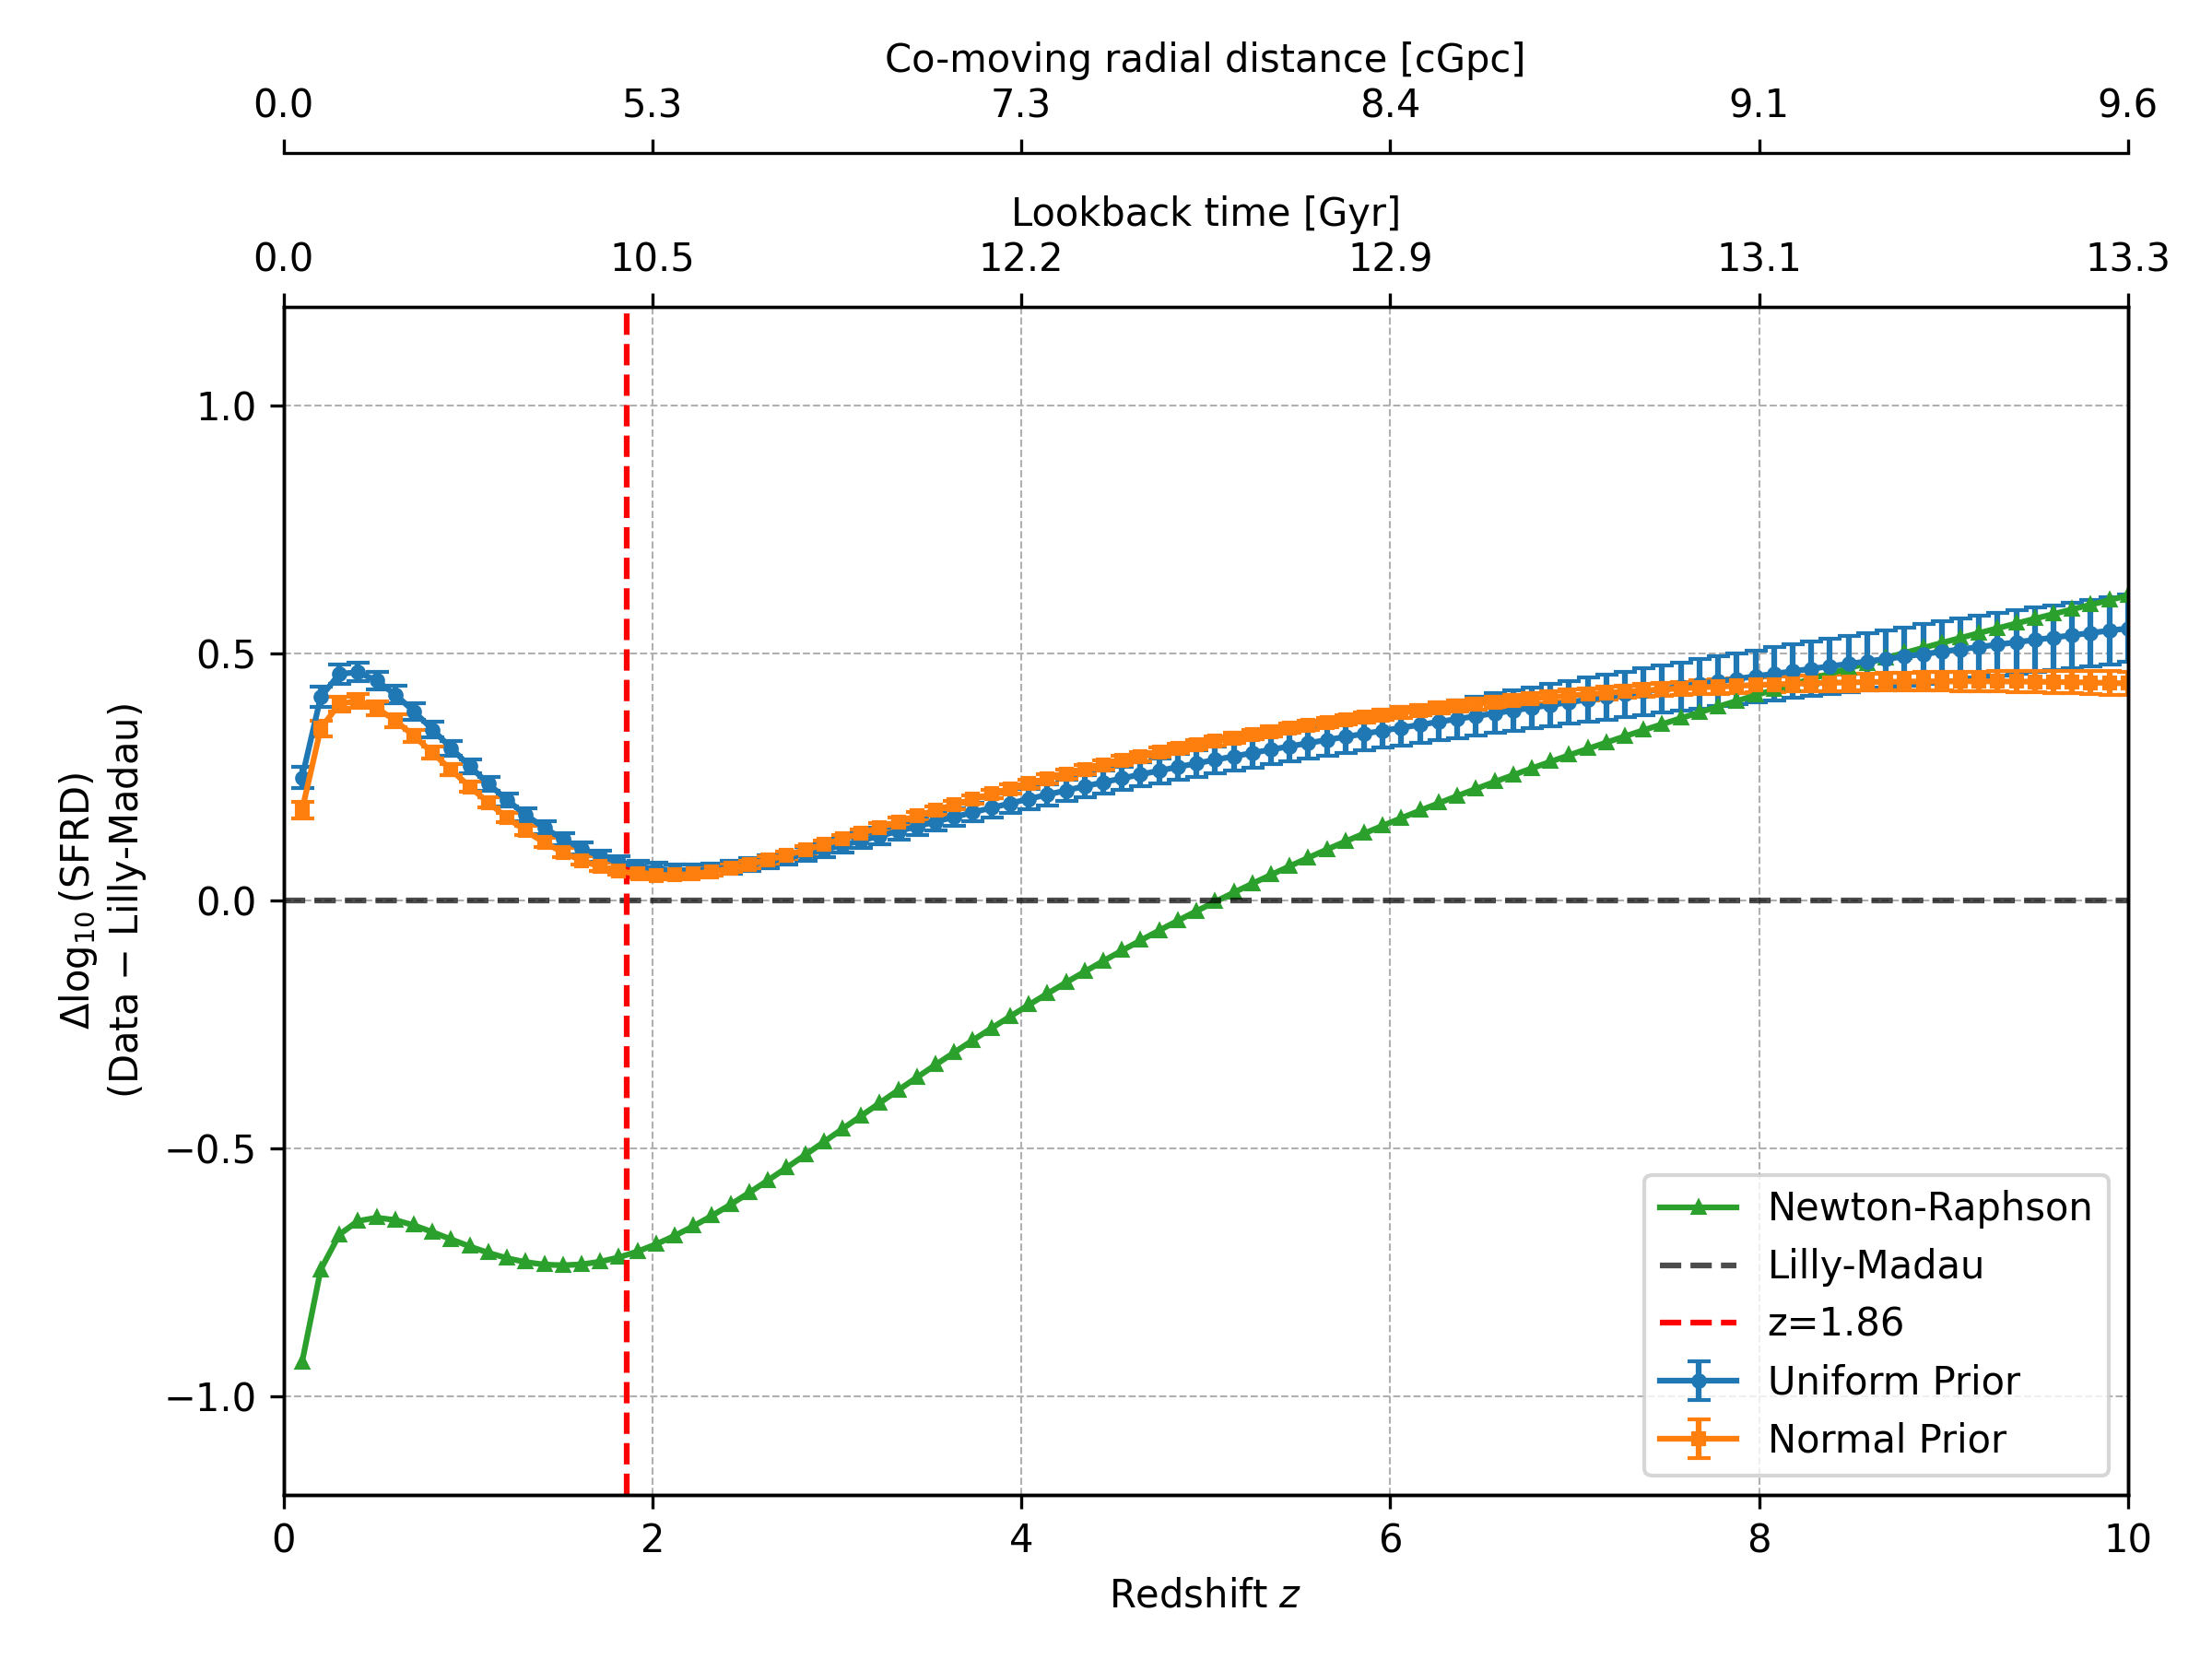 Co-moving radial distance [cGpc]
0.0 5.3 7.3 8.4 9.1 9.6
Lookback time [Gyr]
0.0 10.5 12.2 12.9 13.1 13.3
Δlog₁₀ (SFRD)
(Data − Lilly-Madau)
1.0
0.5
0.0
−0.5
−1.0
Newton-Raphson
Lilly-Madau
z=1.86
Uniform Prior
Normal Prior
0 2 4 6 8 10
Redshift z